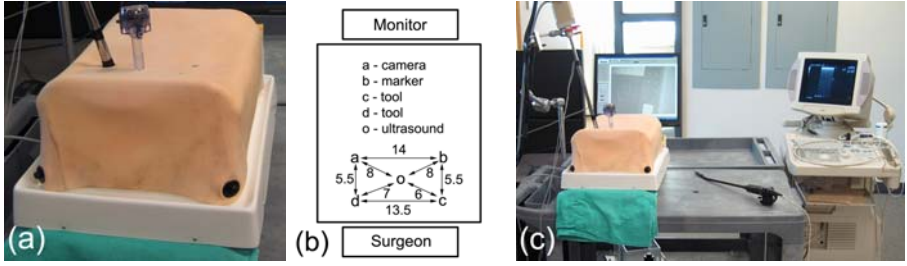 (a)
(b)
Monitor
a - camera
b - marker
c - tool
d - tool
o - ultrasound
a 14 b
8 8
5.5 o 5.5
7 6
d 13.5 c
Surgeon
(c)